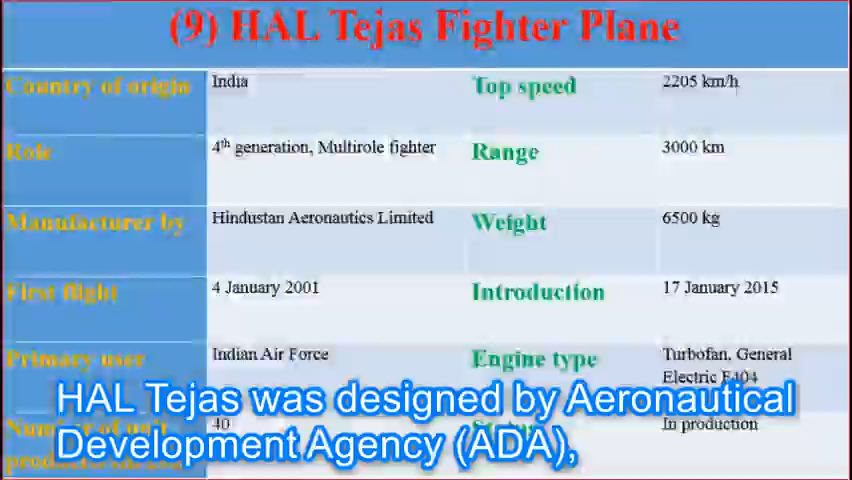 (9) HAL Tejas Fighter Plane
Country of origin India Top speed 2205 km/h
Role 4th generation, Multirole fighter Range 3000 km
Manufacturer by Hindustan Aeronautics Limited Weight 6500 kg
First flight 4 January 2001 Introduction 17 January 2015
Primary user Indian Air Force Engine type Turbofan, General
Electric F404
Number of unit 40 In production
HAL Tejas was designed by Aeronautical
Development Agency (ADA),